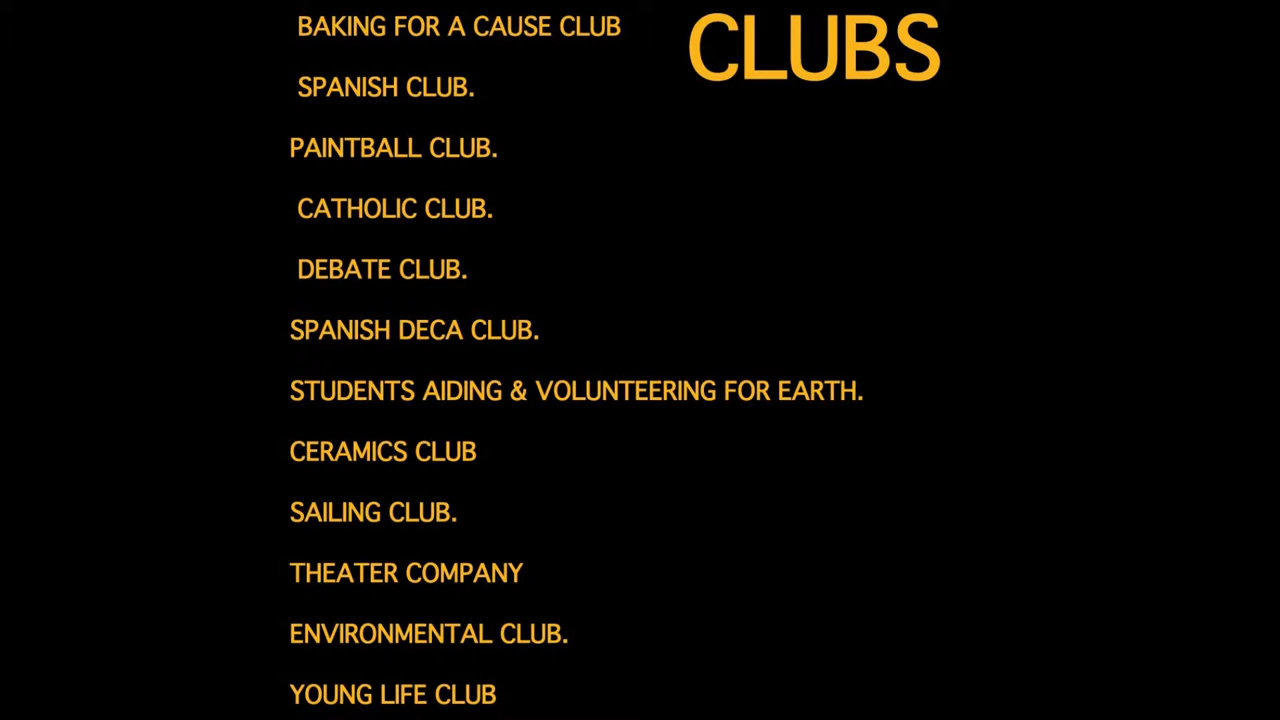 CLUBS
BAKING FOR A CAUSE CLUB
SPANISH CLUB.
PAINTBALL CLUB.
CATHOLIC CLUB.
DEBATE CLUB.
SPANISH DECA CLUB.
STUDENTS AIDING & VOLUNTEERING FOR EARTH.
CERAMICS CLUB
SAILING CLUB.
THEATER COMPANY
ENVIRONMENTAL CLUB.
YOUNG LIFE CLUB